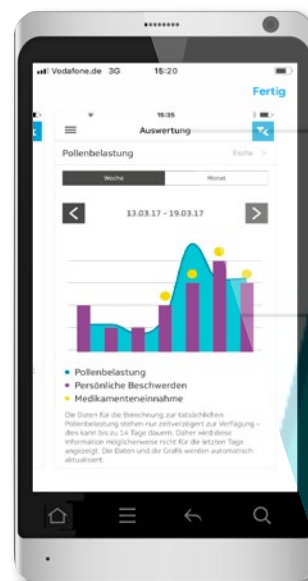 Vodafone.de 3G 15:20
Fertig
15:35
Auswertung
Pollenbelastung Esche >
Woche Monat
< 13.03.17 - 19.03.17 >
Pollenbelastung
Persönliche Beschwerden
Medikamenteneinnahme
Die Daten für die Berechnung zur tatsächlichen
Pollenbelastung stehen nur zeitverzögert zur Verfügung -
dies kann bis zu 14 Tage dauern. Daher wird diese
Information möglicherweise nicht für die letzten Tage
angezeigt. Die Daten und die Grafik werden automatisch
aktualisiert.